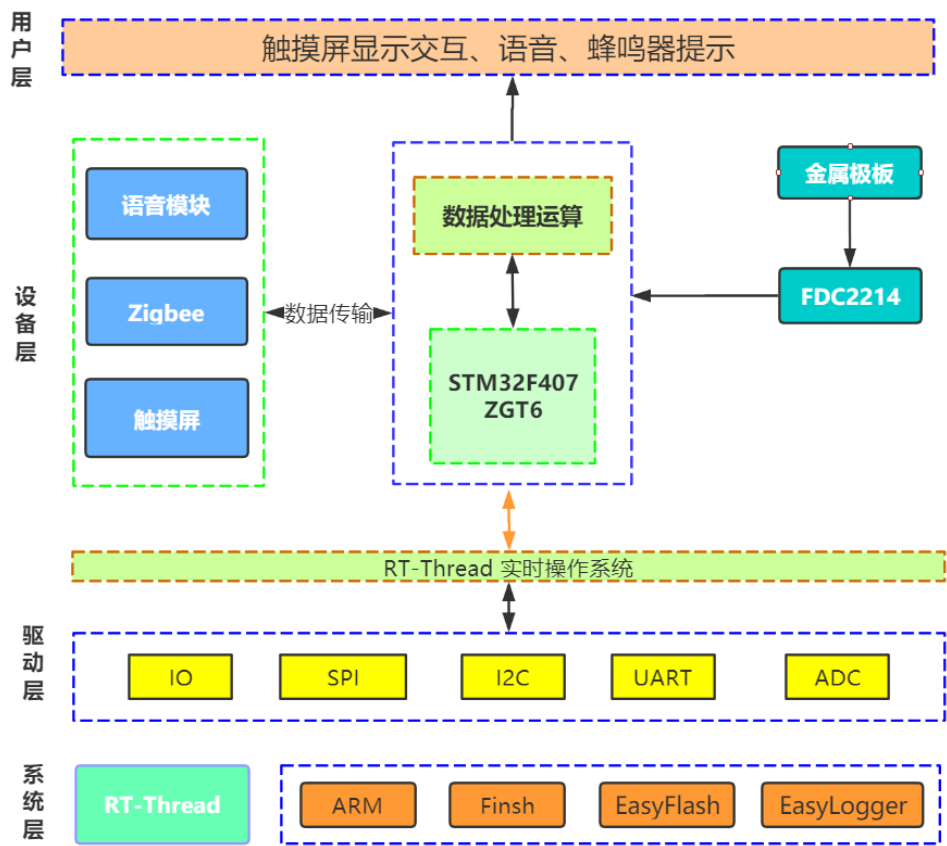 用户层
触摸屏显示交互、语音、蜂鸣器提示
设备层
语音模块
Zigbee
触摸屏
数据传输
数据处理运算
STM32F407
ZGT6
金属极板
FDC2214
RT-Thread 实时操作系统
驱动层
IO
SPI
I2C
UART
ADC
系统层
RT-Thread
ARM
Finsh
EasyFlash
EasyLogger